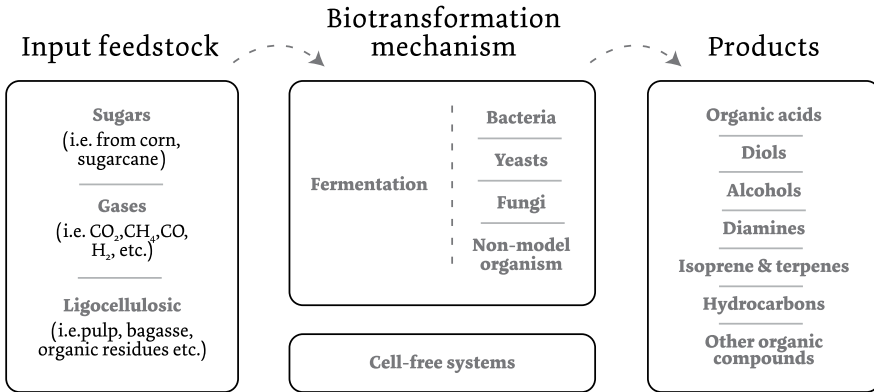 Input feedstock
Sugars
(i.e. from corn,
sugarcane)
Gases
(i.e. CO₂,CH₄,CO,
H₂, etc.)
Ligocellulosic
(i.e.pulp, bagasse,
organic residues etc.)
Biotransformation
mechanism
Fermentation
Bacteria
Yeasts
Fungi
Non-model
organism
Cell-free systems
Products
Organic acids
Diols
Alcohols
Diamines
Isoprene & terpenes
Hydrocarbons
Other organic
compounds